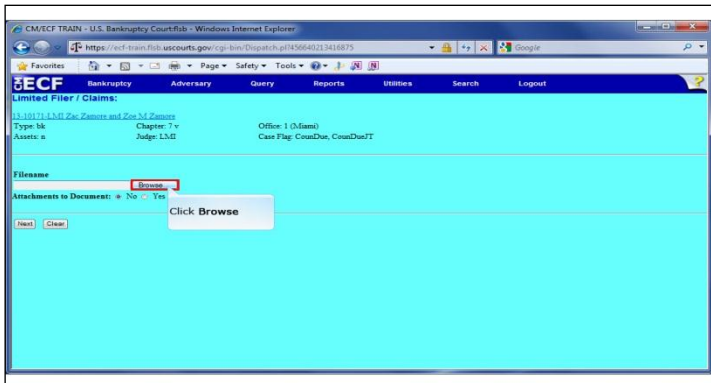 CM/ECF TRAIN - U.S. Bankruptcy Court:flsb - Windows Internet Explorer
https://ecf-train.flsb.uscourts.gov/cgi-bin/Dispatch.pl?456640213416875
Google
Favorites Page Safety Tools
ECF Bankruptcy Adversary Query Reports Utilities Search Logout ?
Limited Filer / Claims:
13-10171-LMI Zac Zamore and Zoe M Zamore
Type: bk Chapter: 7 v Office: 1 (Miami)
Assets: n Judge: LMI Case Flag: CounDue, CounDueJT
Filename
Browse...
Attachments to Document: No Yes
Click Browse
Next Clear